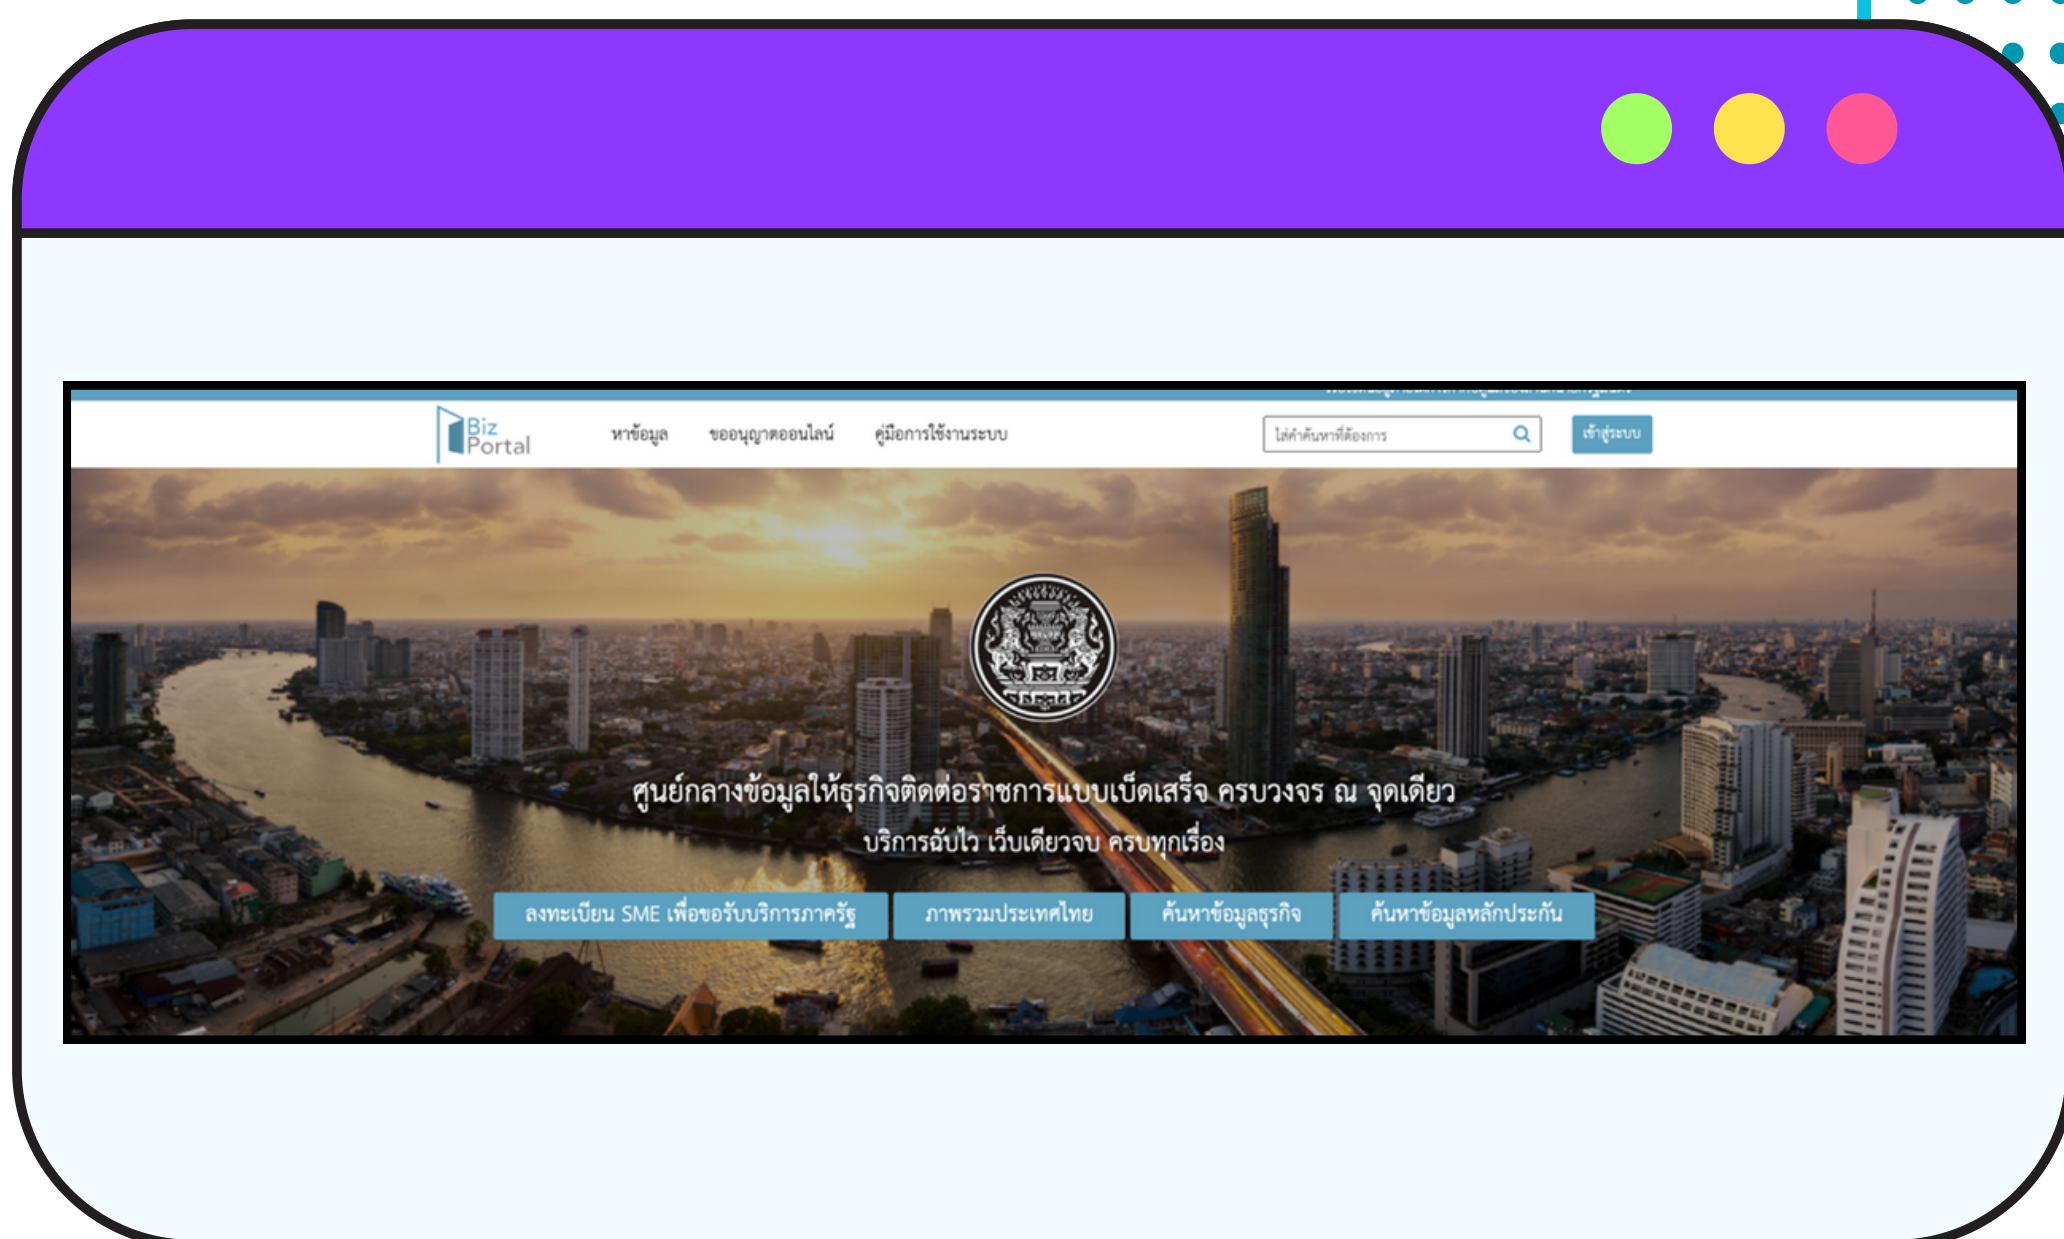 Biz
Portal
หาข้อมูล ขออนุญาตออนไลน์ คู่มือการใช้งานระบบ ใส่คำค้นหาที่ต้องการ เข้าสู่ระบบ
ศูนย์กลางข้อมูลให้ธุรกิจติดต่อราชการแบบเบ็ดเสร็จ ครบวงจร ณ จุดเดียว
บริการฉับไว เว็บเดียวจบ ครบทุกเรื่อง
ลงทะเบียน SME เพื่อขอรับบริการภาครัฐ ภาพรวมประเทศไทย ค้นหาข้อมูลธุรกิจ ค้นหาข้อมูลหลักประกัน